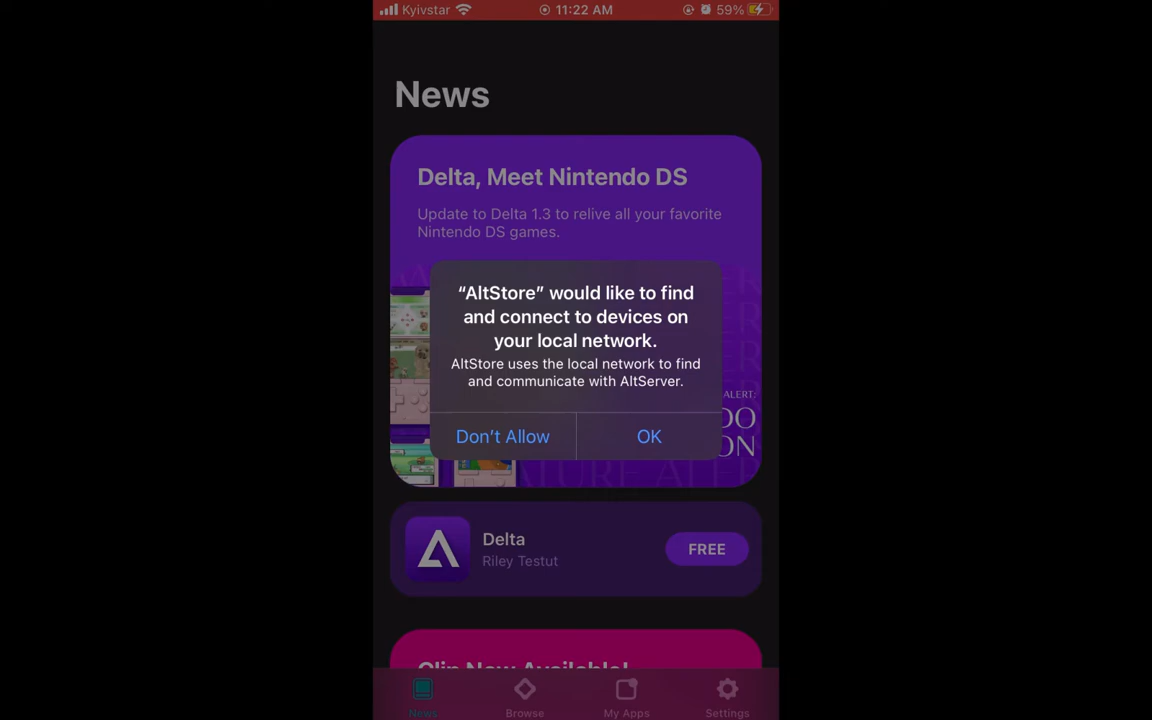 Kyivstar 11:22 AM 59%
News
Delta, Meet Nintendo DS
Update to Delta 1.3 to relive all your favorite
Nintendo DS games.
“AltStore” would like to find
and connect to devices on
your local network.
AltStore uses the local network to find
and communicate with AltServer.
ALERT:
Don’t Allow OK
Delta
Riley Testut
FREE
Clip Now Available!
News Browse My Apps Settings